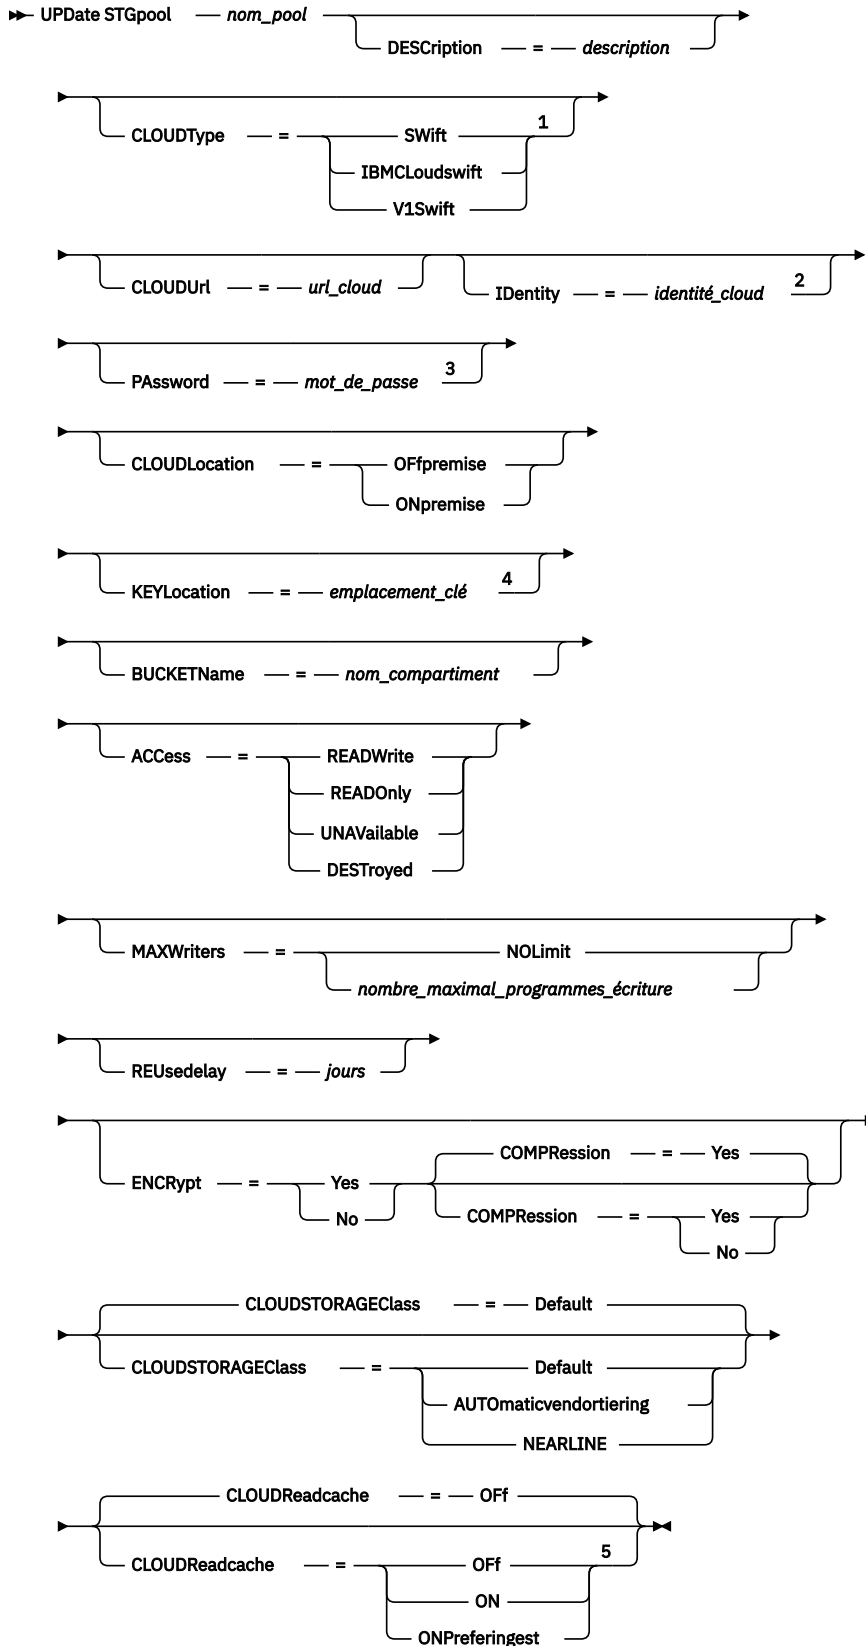 UPDate STGpool nom_pool
DESCription = description
CLOUDType = SWift 1
IBMCLoudswift
V1Swift
CLOUDUrl = url_cloud IDentity = identité_cloud 2
PAssword = mot_de_passe 3
CLOUDLocation = OFfpremise
ONpremise
KEYLocation = emplacement_clé 4
BUCKETName = nom_compartiment
ACCess = READWrite
READOnly
UNAVailable
DESTroyed
MAXWriters = NOLimit
nombre_maximal_programmes_écriture
REUsedelay = jours
COMPRession = Yes
ENCRypt = Yes
No
COMPRession = Yes
No
CLOUDSTORAGEClass = Default
CLOUDSTORAGEClass = Default
AUTOmaticvendortiering
NEARLINE
CLOUDReadcache = OFf
CLOUDReadcache = OFf 5
ON
ONPreferingest